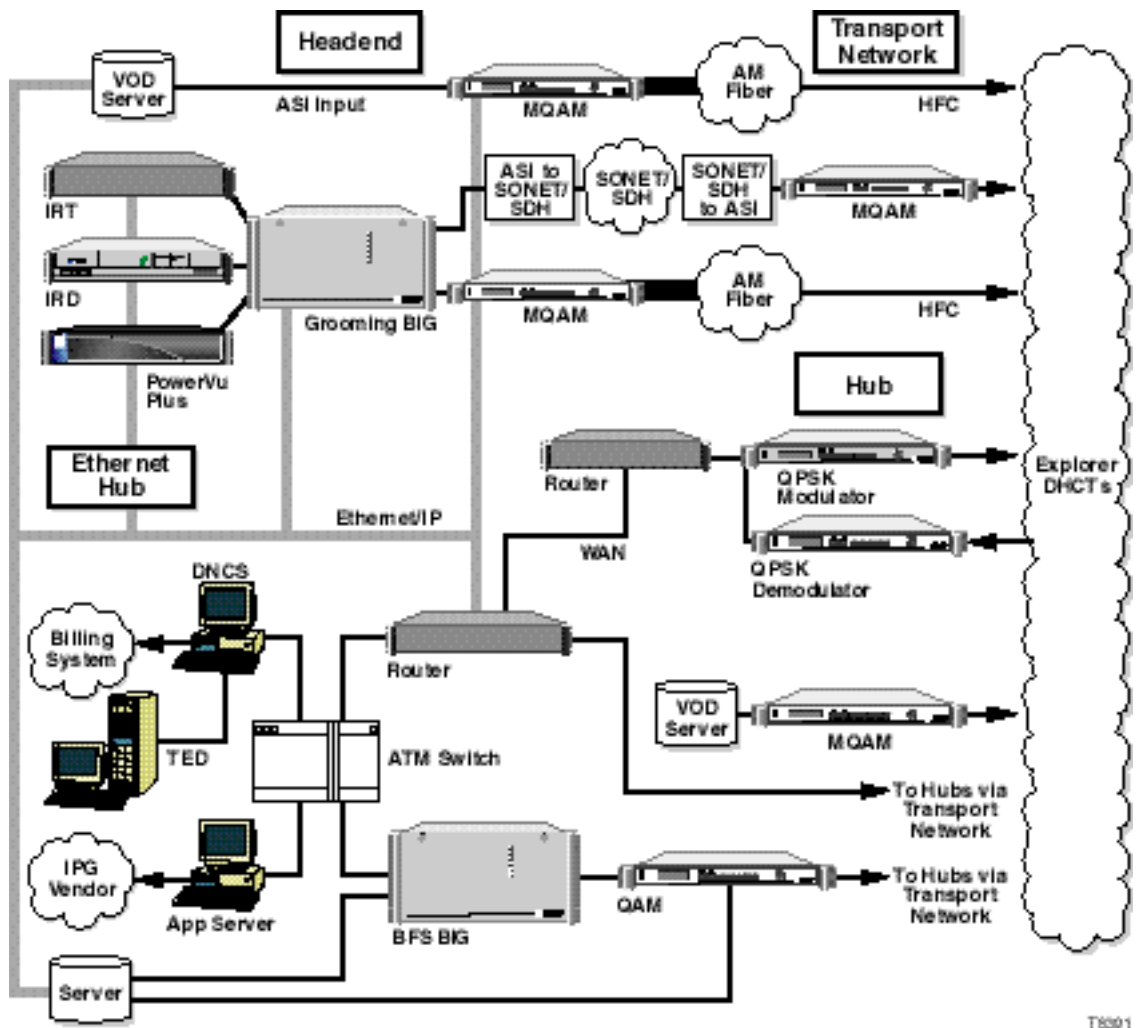 Headend
Transport
Network
VOD
Server
ASI Input
MQAM
AM
Fiber
HFC
IRT
ASI to
SONET/
SDH
SONET/
SDH
SONET/
SDH
to ASI
MQAM
IRD
Grooming BIG
MQAM
AM
Fiber
HFC
PowerVu
Plus
Hub
Ethernet
Hub
Router
QPSK
Modulator
Explorer
DHCTs
Ethernet/IP
WAN
QPSK
Demodulator
DNCS
Billing
System
Router
VOD
Server
MQAM
TED
ATM Switch
To Hubs via
Transport
Network
IPG
Vendor
App Server
BFS BIG
QAM
To Hubs via
Transport
Network
Server
T8391